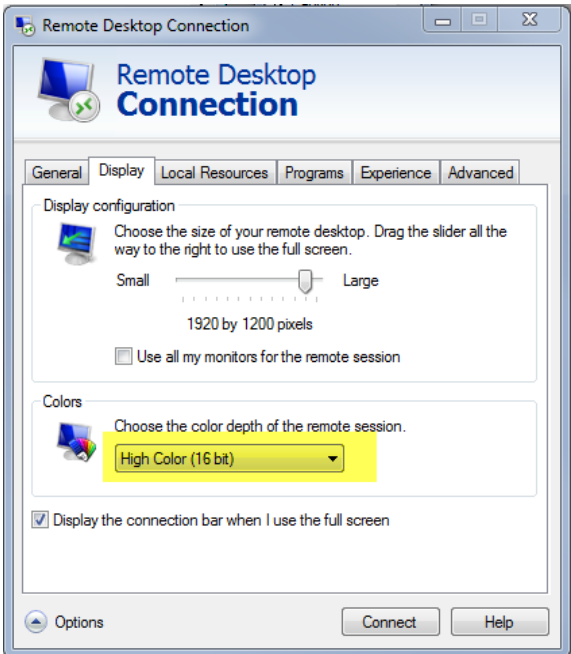 Remote Desktop Connection
Remote Desktop
Connection
General Display Local Resources Programs Experience Advanced
Display configuration
Choose the size of your remote desktop. Drag the slider all the
way to the right to use the full screen.
Small Large
1920 by 1200 pixels
Use all my monitors for the remote session
Colors
Choose the color depth of the remote session.
High Color (16 bit)
Display the connection bar when I use the full screen
Options Connect Help